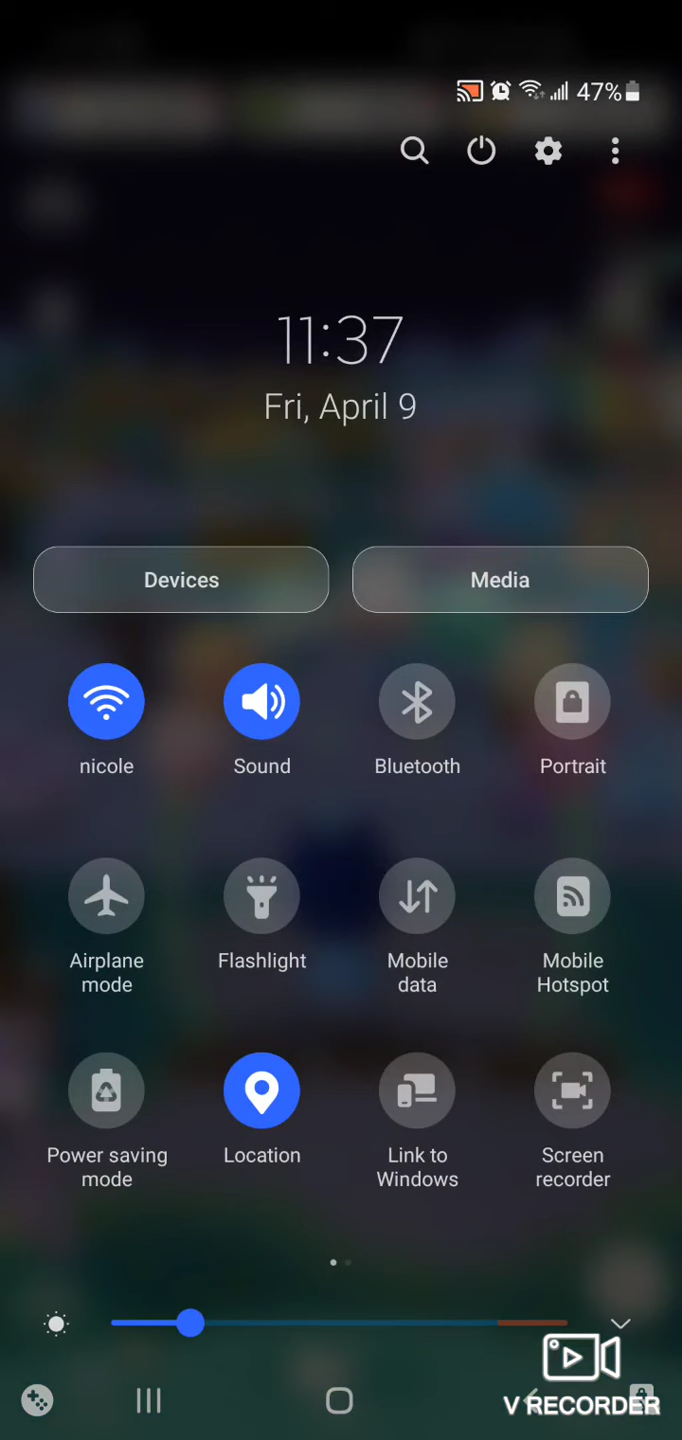 47%
11:37
Fri, April 9
Devices
Media
nicole
Sound
Bluetooth
Portrait
Airplane
mode
Flashlight
Mobile
data
Mobile
Hotspot
Power saving
mode
Location
Link to
Windows
Screen
recorder
V RECORDER